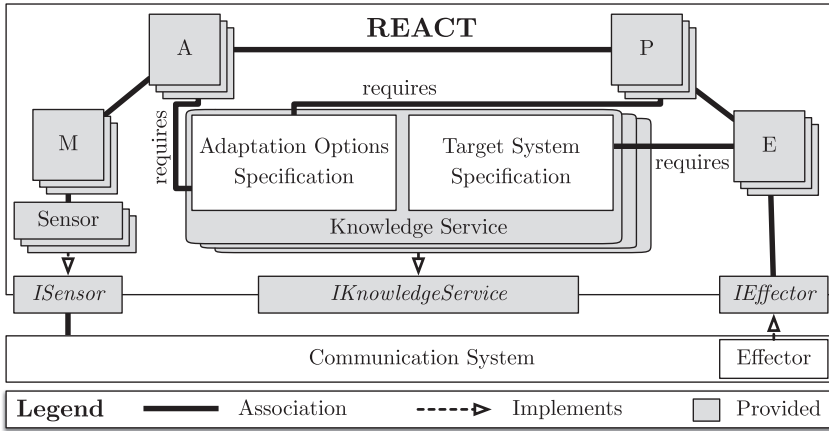 REACT
A
P
requires
requires
M
Adaptation Options
Specification
Target System
Specification
E
requires
Sensor
Knowledge Service
ISensor
IKnowledgeService
IEffector
Communication System
Effector
Legend
Association
Implements
Provided